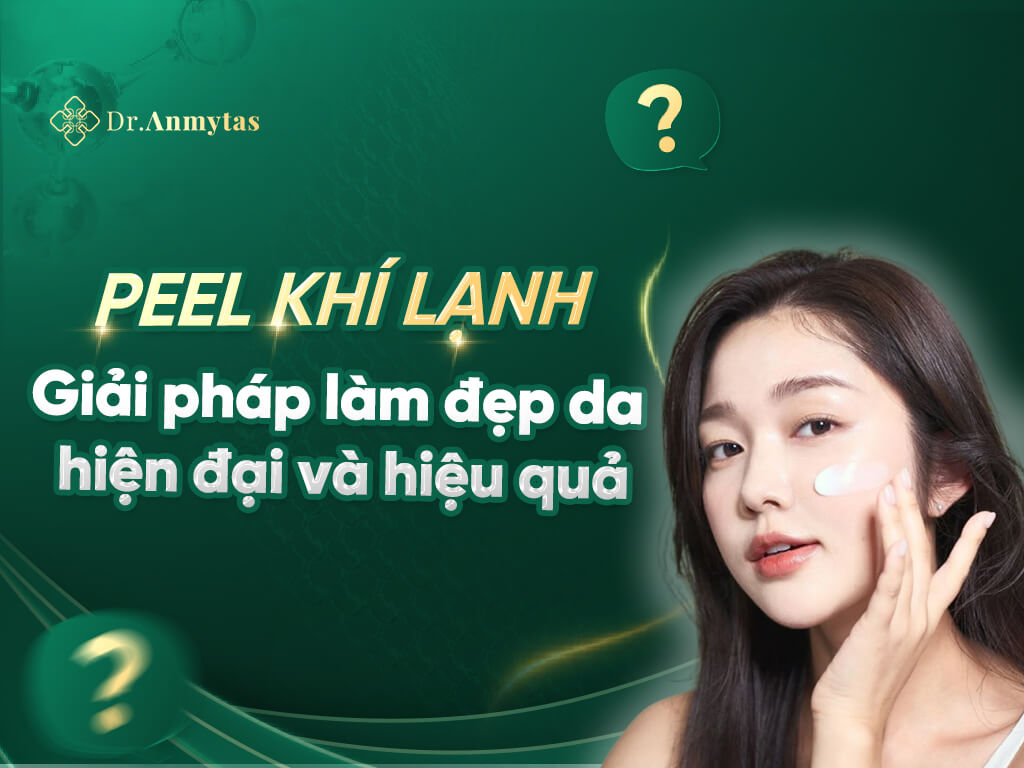 Dr.Anmytas
?
PEEL KHÍ LẠNH
Giải pháp làm đẹp da
hiện đại và hiệu quả
?